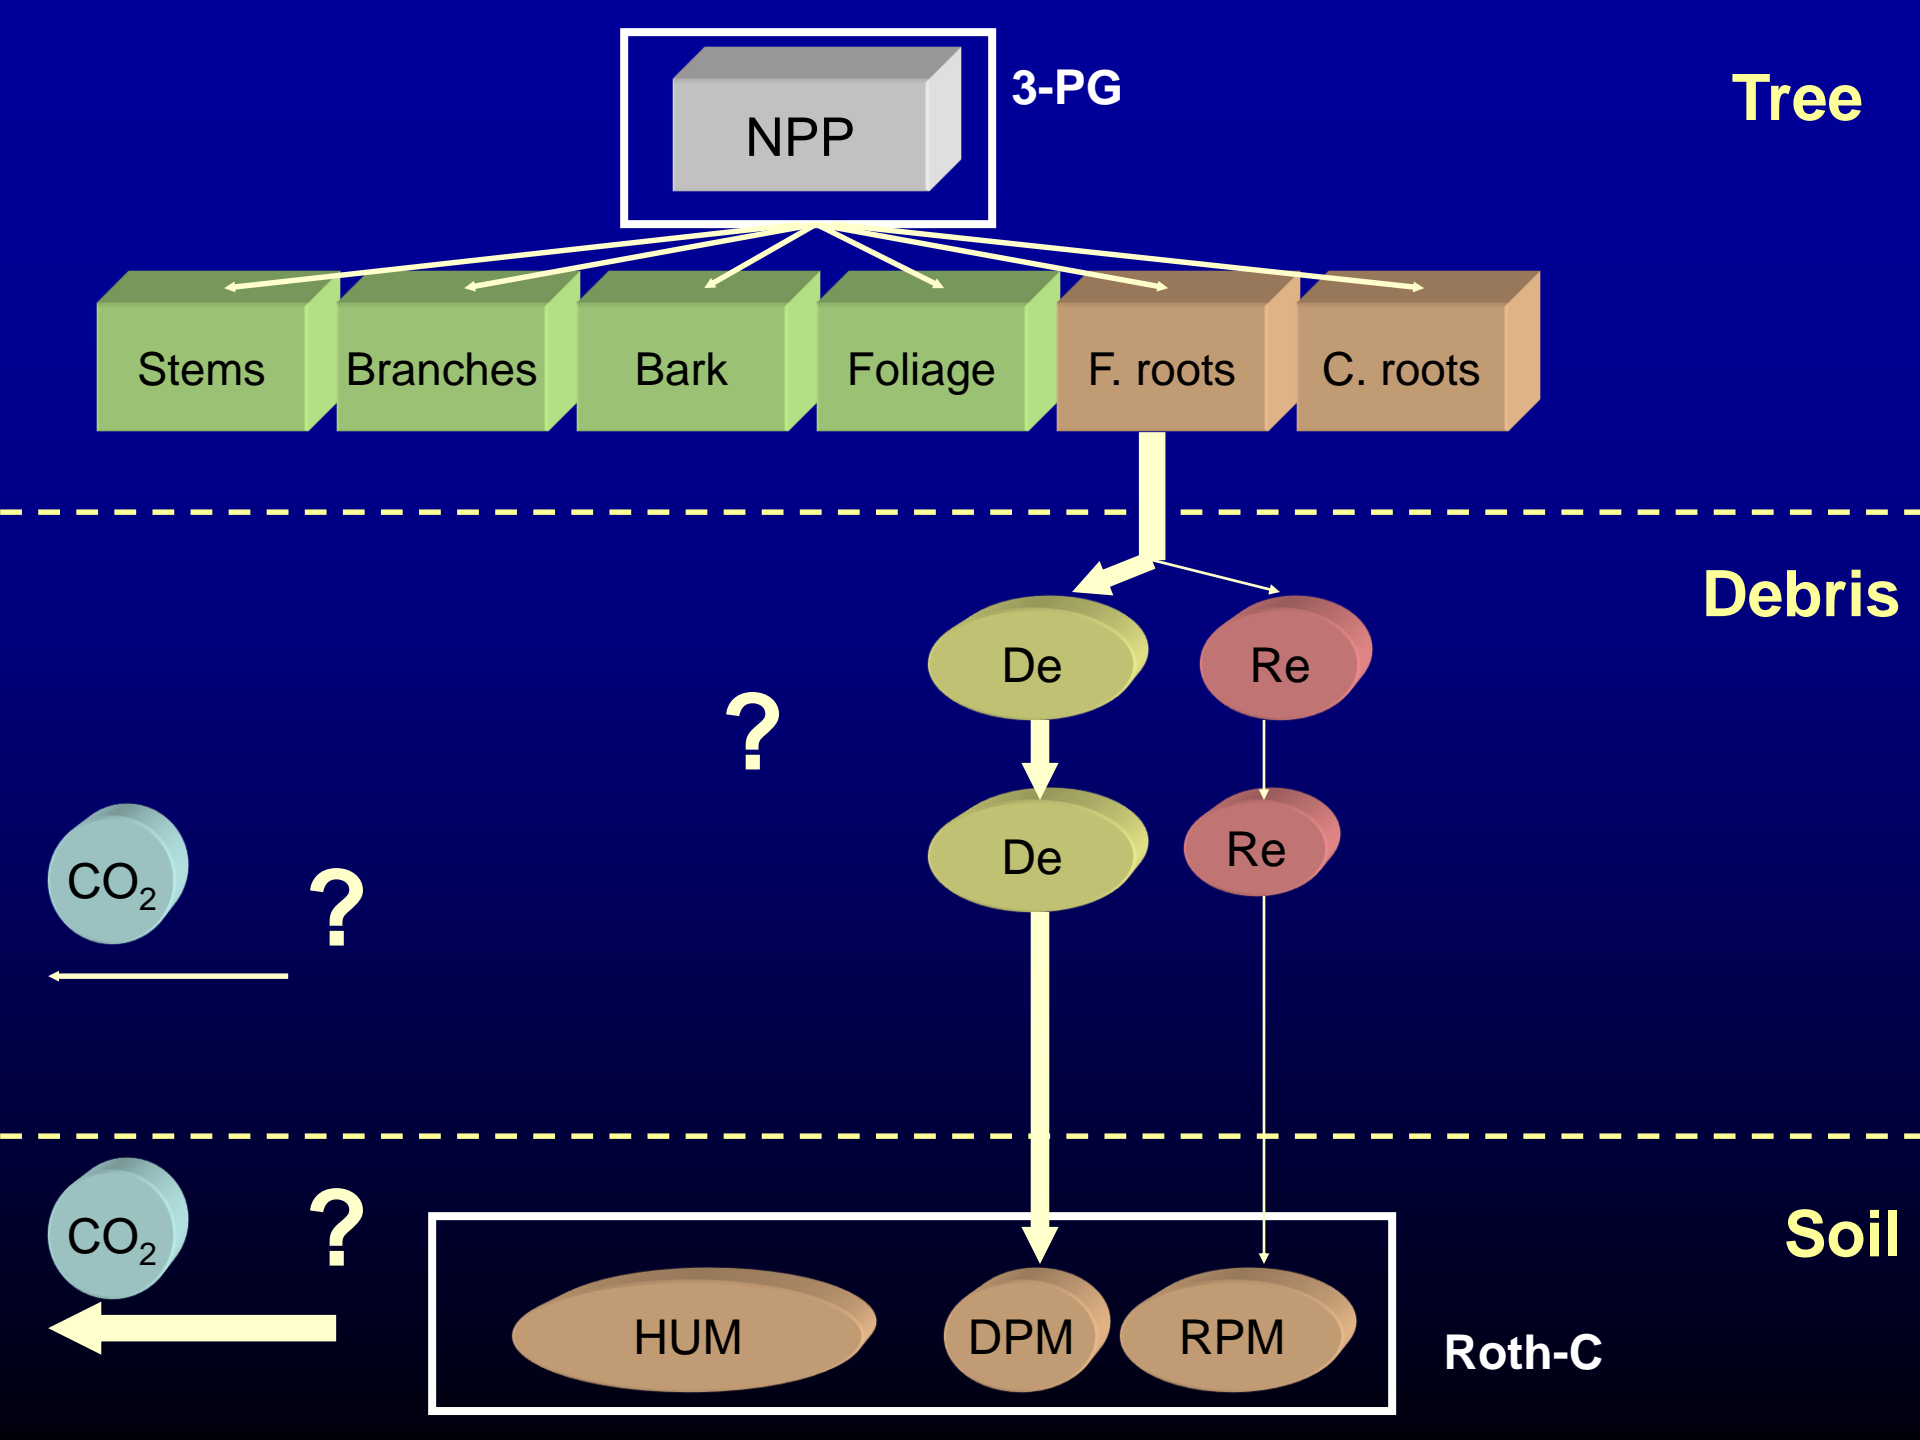 3-PG
Tree
NPP
Stems
Branches
Bark
Foliage
F. roots
C. roots
Debris
De
Re
?
De
Re
CO₂
?
CO₂
?
Soil
HUM
DPM
RPM
Roth-C